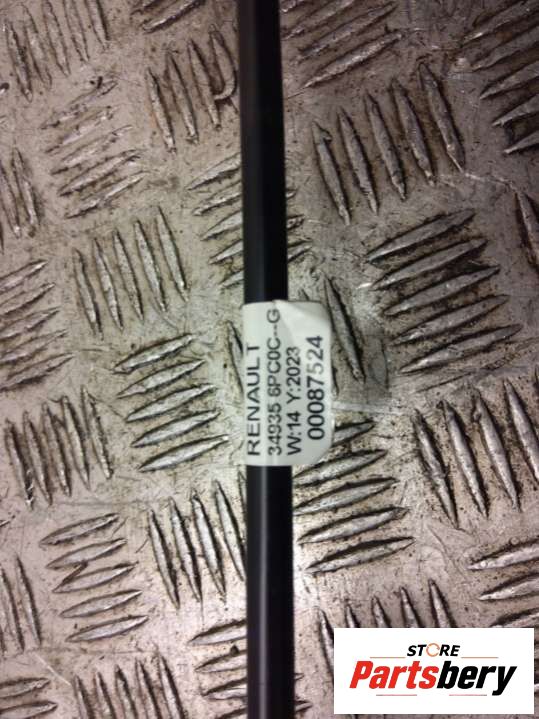 RENAULT
34935 6PC0C--G
W:14 Y:2023
00087524
STORE
Partsbery